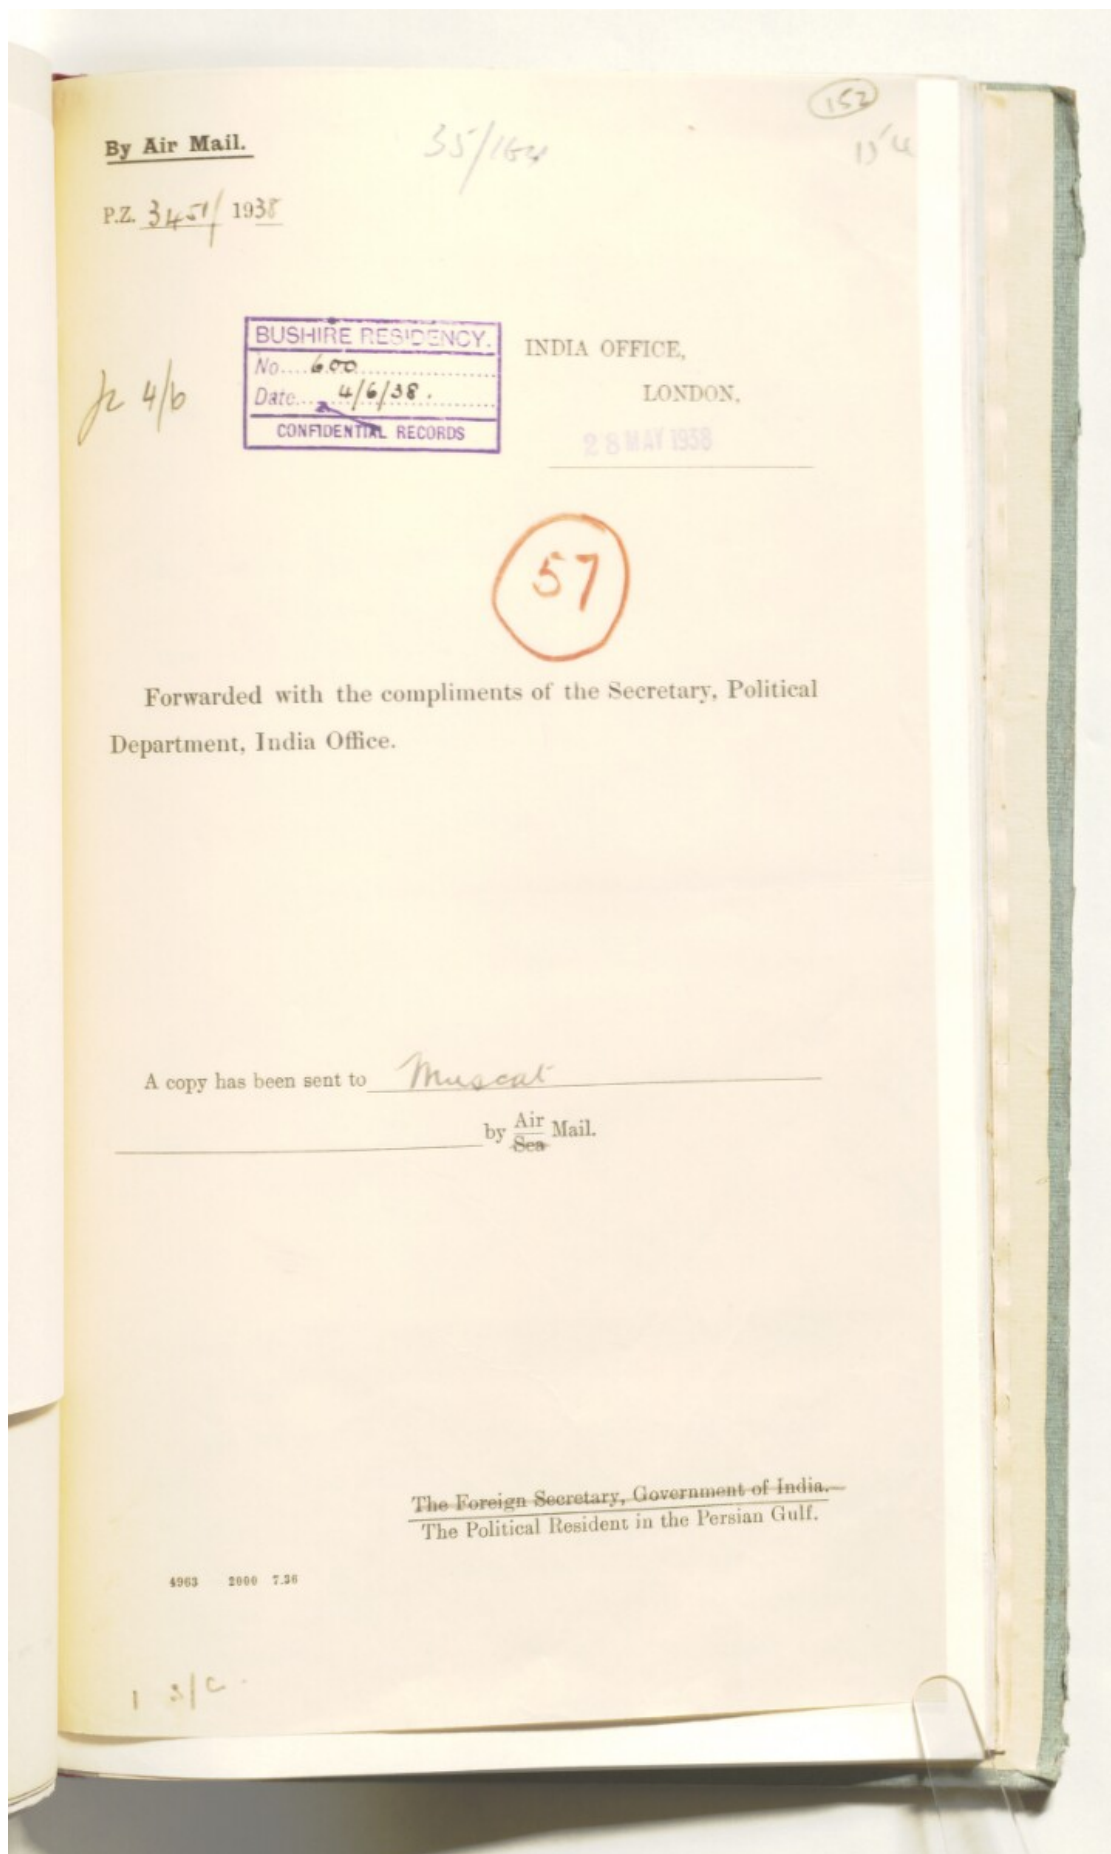 152
By Air Mail.
35/164
P.Z. 3451/ 1938
BUSHIRE RESIDENCY.
No....600
Date....4/6/38.
CONFIDENTIAL RECORDS
INDIA OFFICE,
LONDON,
28 MAY 1938
4/6
57
Forwarded with the compliments of the Secretary, Political
Department, India Office.
A copy has been sent to Muscat
by Air Mail.
Sea
The Foreign Secretary, Government of India.
The Political Resident in the Persian Gulf.
4963 2000 7.36
1 3/C.